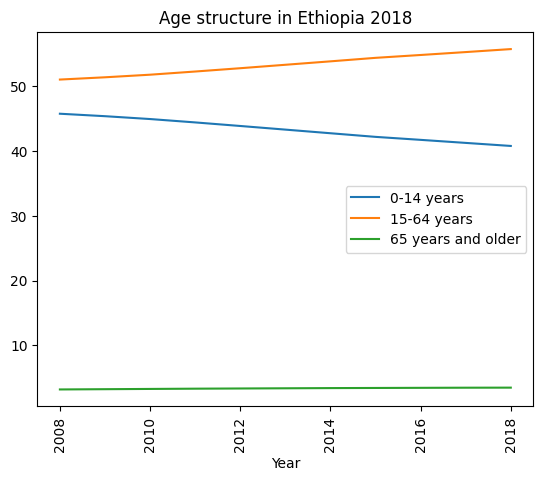 Age structure in Ethiopia 2018
50
40
30
20
10
0-14 years
15-64 years
65 years and older
2008
2010
2012
2014
2016
2018
Year